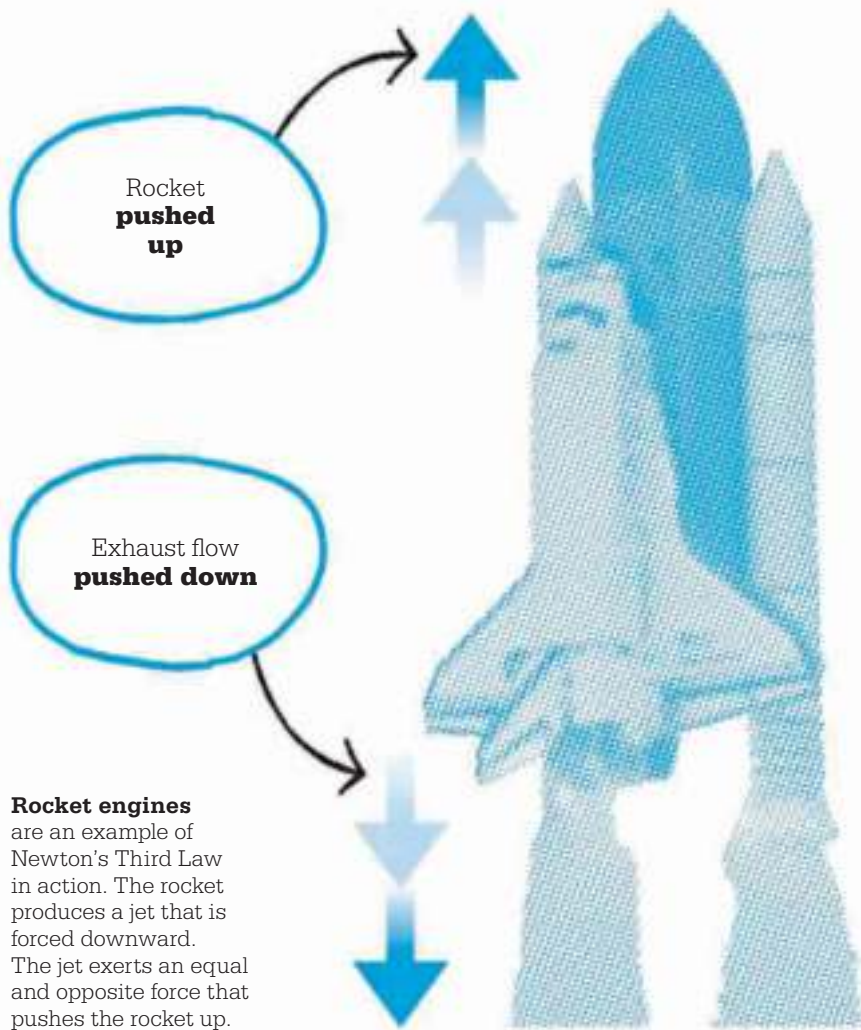 Rocket
pushed
up
Exhaust flow
pushed down
Rocket engines
are an example of
Newton’s Third Law
in action. The rocket
produces a jet that is
forced downward.
The jet exerts an equal
and opposite force that
pushes the rocket up.